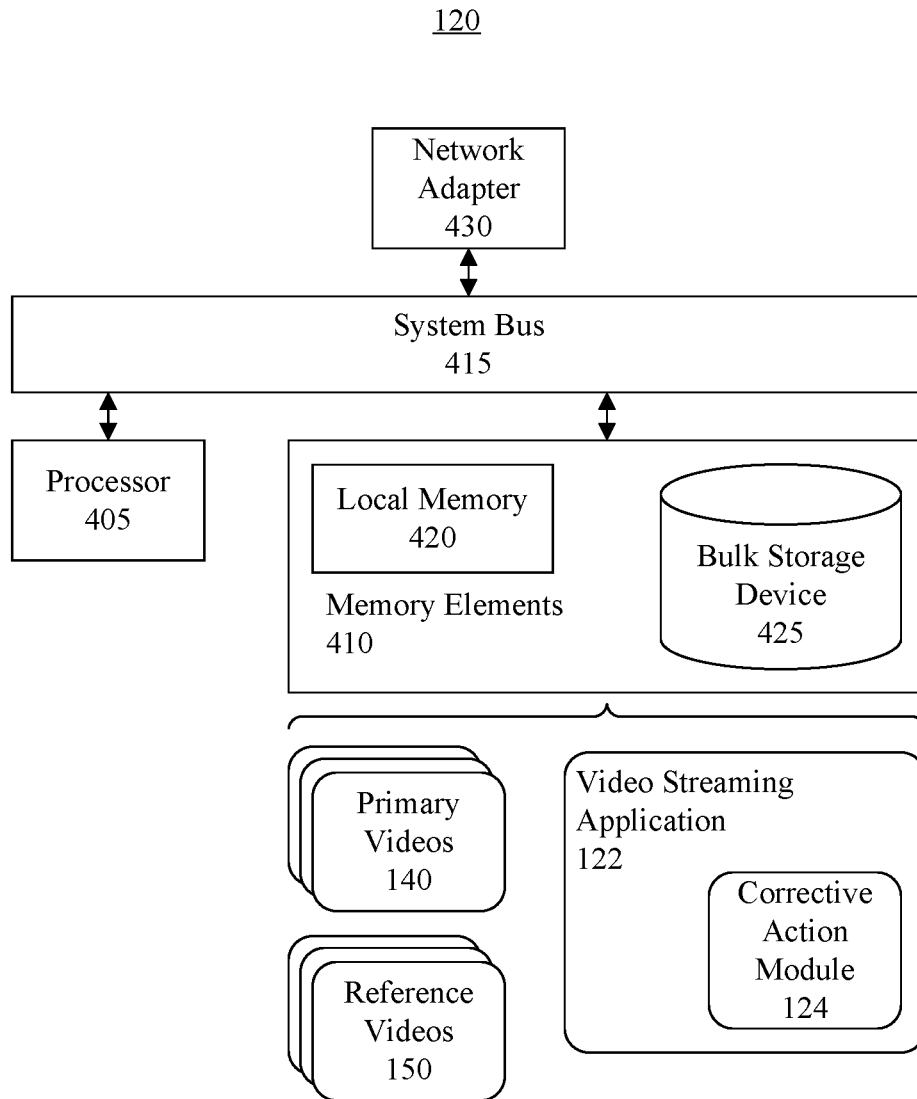 120
Network
Adapter
430
System Bus
415
Processor
405
Local Memory
420
Memory Elements
410
Bulk Storage
Device
425
Primary
Videos
140
Video Streaming
Application
122
Corrective
Action
Module
124
Reference
Videos
150